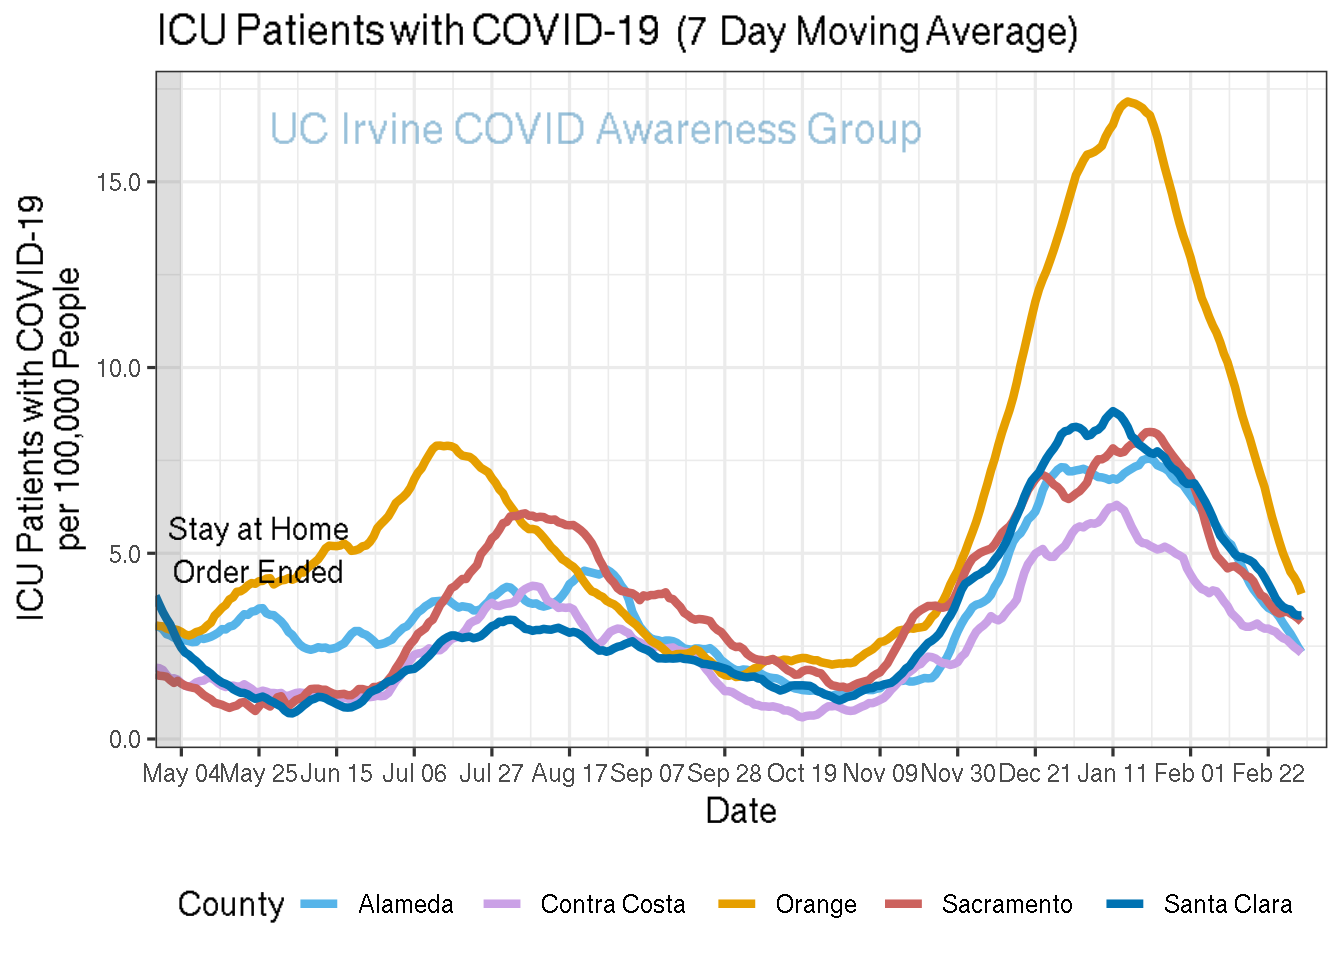 ICU Patients with COVID-19 (7 Day Moving Average)
UC Irvine COVID Awareness Group
ICU Patients with COVID-19
per 100,000 People
15.0
10.0
5.0
0.0
Stay at Home
Order Ended
May 04 May 25 Jun 15 Jul 06 Jul 27 Aug 17 Sep 07 Sep 28 Oct 19 Nov 09 Nov 30 Dec 21 Jan 11 Feb 01 Feb 22
Date
County Alameda Contra Costa Orange Sacramento Santa Clara